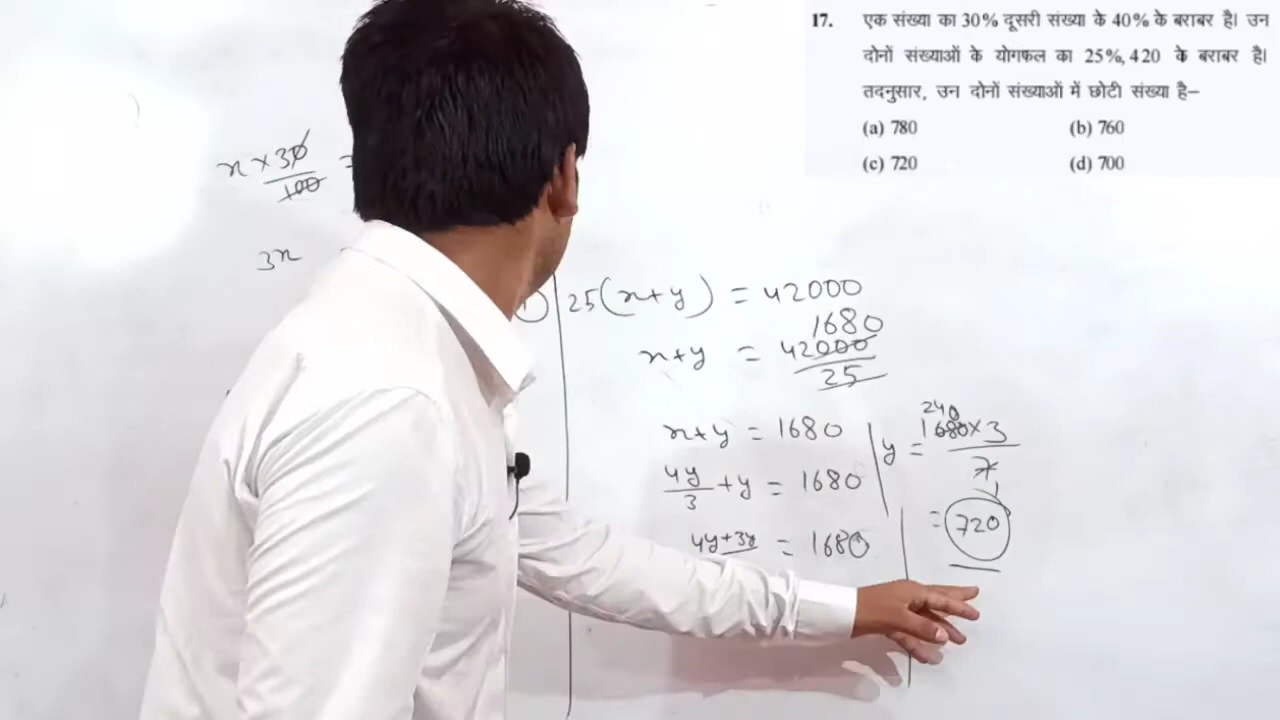 17. एक संख्या का 30% दूसरी संख्या के 40% के बराबर है। उन
दोनों संख्याओं के योगफल का 25%, 420 के बराबर है।
तदनुसार, उन दोनों संख्याओं में छोटी संख्या है–
(a) 780 (b) 760
(c) 720 (d) 700
x × 30/100 =
3x
25(x+y) = 42000
1680
x+y = 42000/25
x+y = 1680
4y/3 + y = 1680
4y+3y = 1680
240
y = 1680×3/7
1
= 720